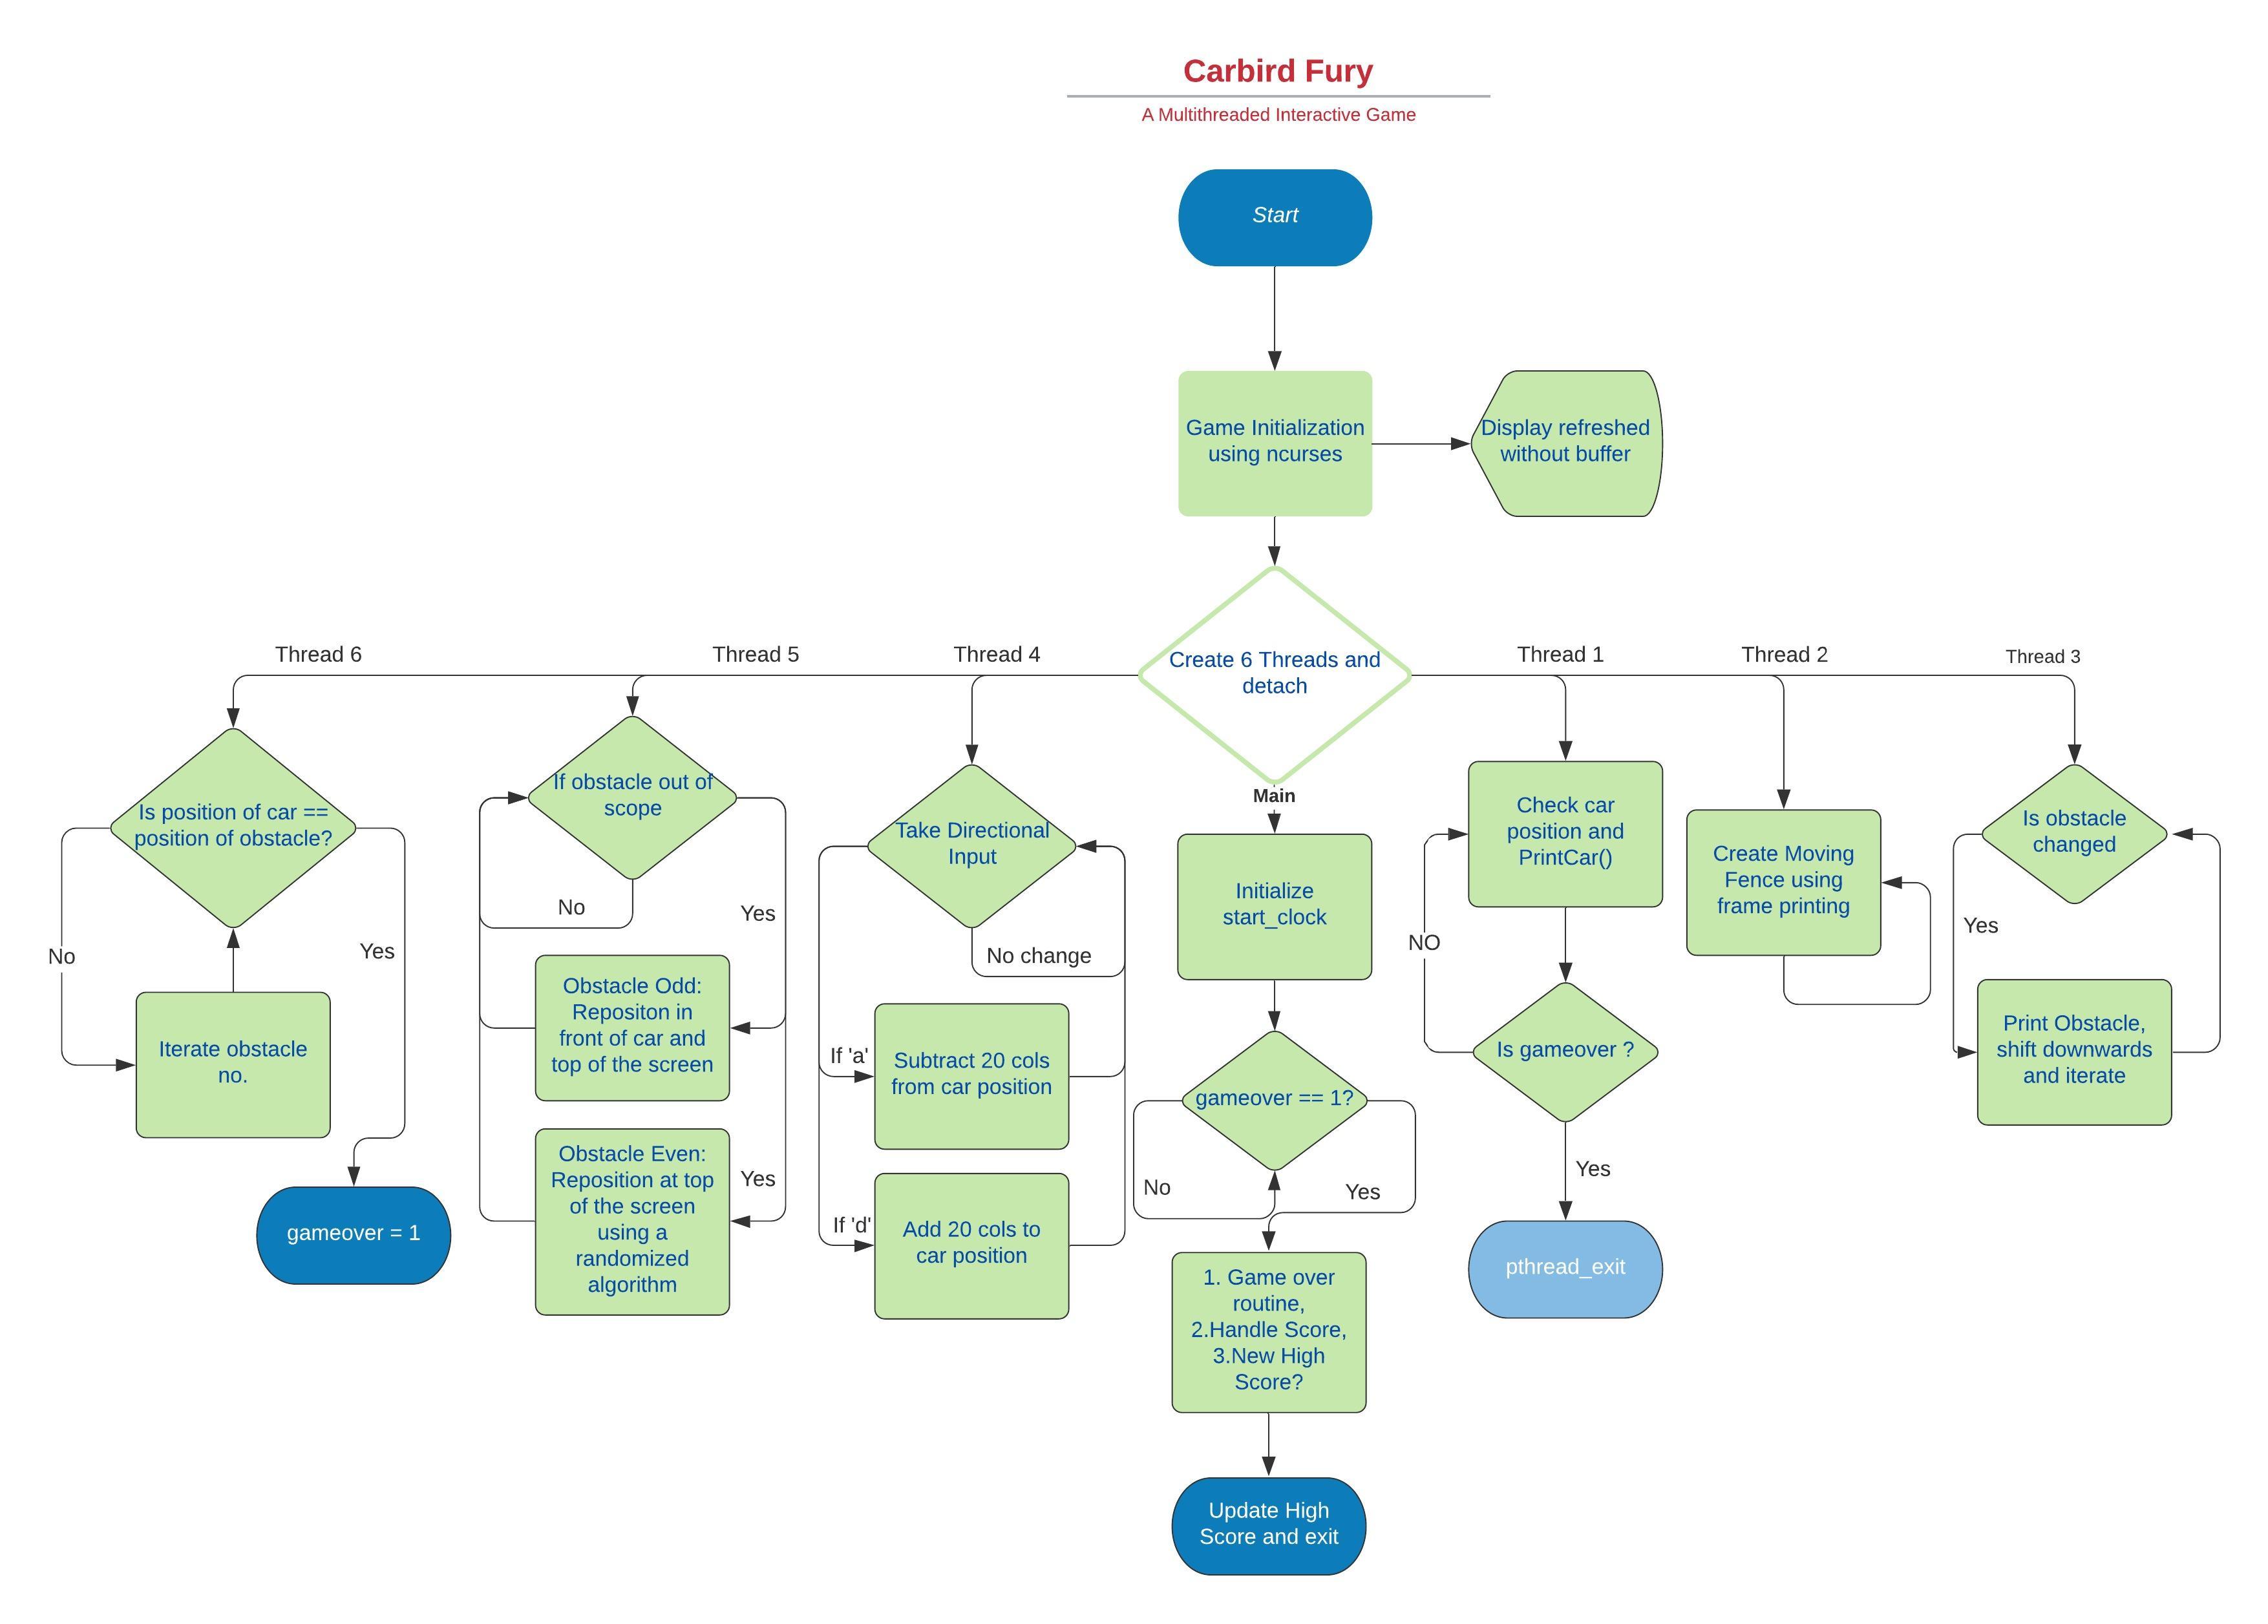 Carbird Fury
A Multithreaded Interactive Game
Start
Game Initialization
using ncurses
Display refreshed
without buffer
Create 6 Threads and
detach
Thread 6
Thread 5
Thread 4
Thread 1
Thread 2
Thread 3
Is position of car ==
position of obstacle?
No
Yes
Iterate obstacle
no.
gameover = 1
If obstacle out of
scope
No
Yes
Obstacle Odd:
Repositon in
front of car and
top of the screen
Yes
Obstacle Even:
Reposition at top
of the screen
using a
randomized
algorithm
Take Directional
Input
No change
If 'a'
Subtract 20 cols
from car position
If 'd'
Add 20 cols to
car position
Main
Initialize
start_clock
gameover == 1?
No
Yes
1. Game over
routine,
2.Handle Score,
3.New High
Score?
Update High
Score and exit
Check car
position and
PrintCar()
NO
Is gameover ?
Yes
pthread_exit
Create Moving
Fence using
frame printing
Is obstacle
changed
Yes
Print Obstacle,
shift downwards
and iterate